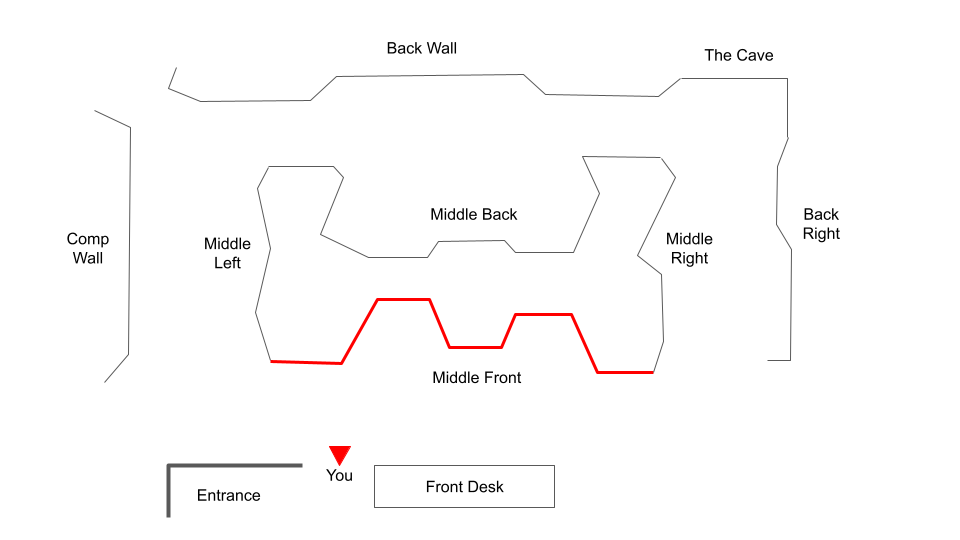 Back Wall
The Cave
Comp
Wall
Middle
Left
Middle Back
Middle
Right
Back
Right
Middle Front
You
Entrance
Front Desk